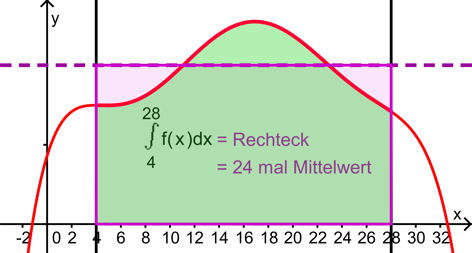 y
28
∫ f(x)dx = Rechteck
4
= 24 mal Mittelwert
x
-2 0 2 4 6 8 10 12 14 16 18 20 22 24 26 28 30 32